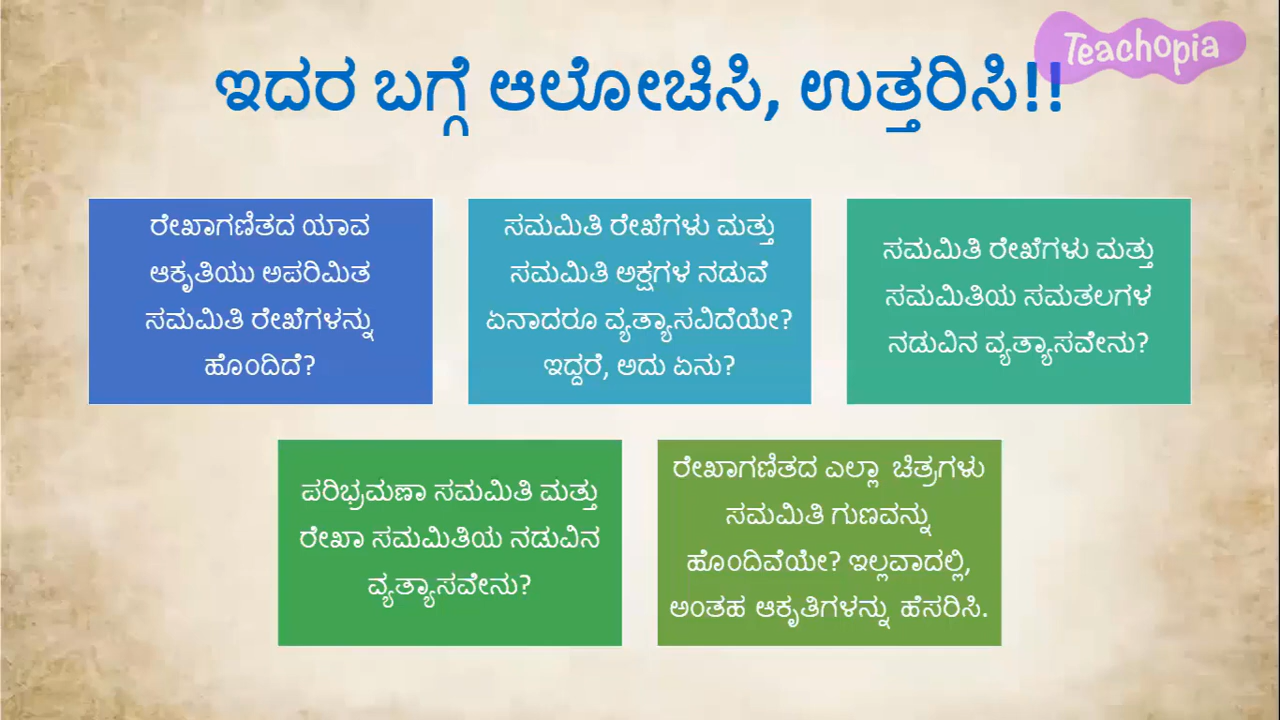 Teachopia
ಇದರ ಬಗ್ಗೆ ಆಲೋಚಿಸಿ, ಉತ್ತರಿಸಿ!!
ರೇಖಾಗಣಿತದ ಯಾವ
ಆಕೃತಿಯು ಅಪರಿಮಿತ
ಸಮಮಿತಿ ರೇಖೆಗಳನ್ನು
ಹೊಂದಿದೆ?
ಸಮಮಿತಿ ರೇಖೆಗಳು ಮತ್ತು
ಸಮಮಿತಿ ಅಕ್ಷಗಳ ನಡುವೆ
ಏನಾದರೂ ವ್ಯತ್ಯಾಸವಿದೆಯೇ?
ಇದ್ದರೆ, ಅದು ಏನು?
ಸಮಮಿತಿ ರೇಖೆಗಳು ಮತ್ತು
ಸಮಮಿತಿಯ ಸಮತಲಗಳ
ನಡುವಿನ ವ್ಯತ್ಯಾಸವೇನು?
ಪರಿಭ್ರಮಣಾ ಸಮಮಿತಿ ಮತ್ತು
ರೇಖಾ ಸಮಮಿತಿಯ ನಡುವಿನ
ವ್ಯತ್ಯಾಸವೇನು?
ರೇಖಾಗಣಿತದ ಎಲ್ಲಾ ಚಿತ್ರಗಳು
ಸಮಮಿತಿ ಗುಣವನ್ನು
ಹೊಂದಿವೆಯೇ? ಇಲ್ಲವಾದಲ್ಲಿ,
ಅಂತಹ ಆಕೃತಿಗಳನ್ನು ಹೆಸರಿಸಿ.